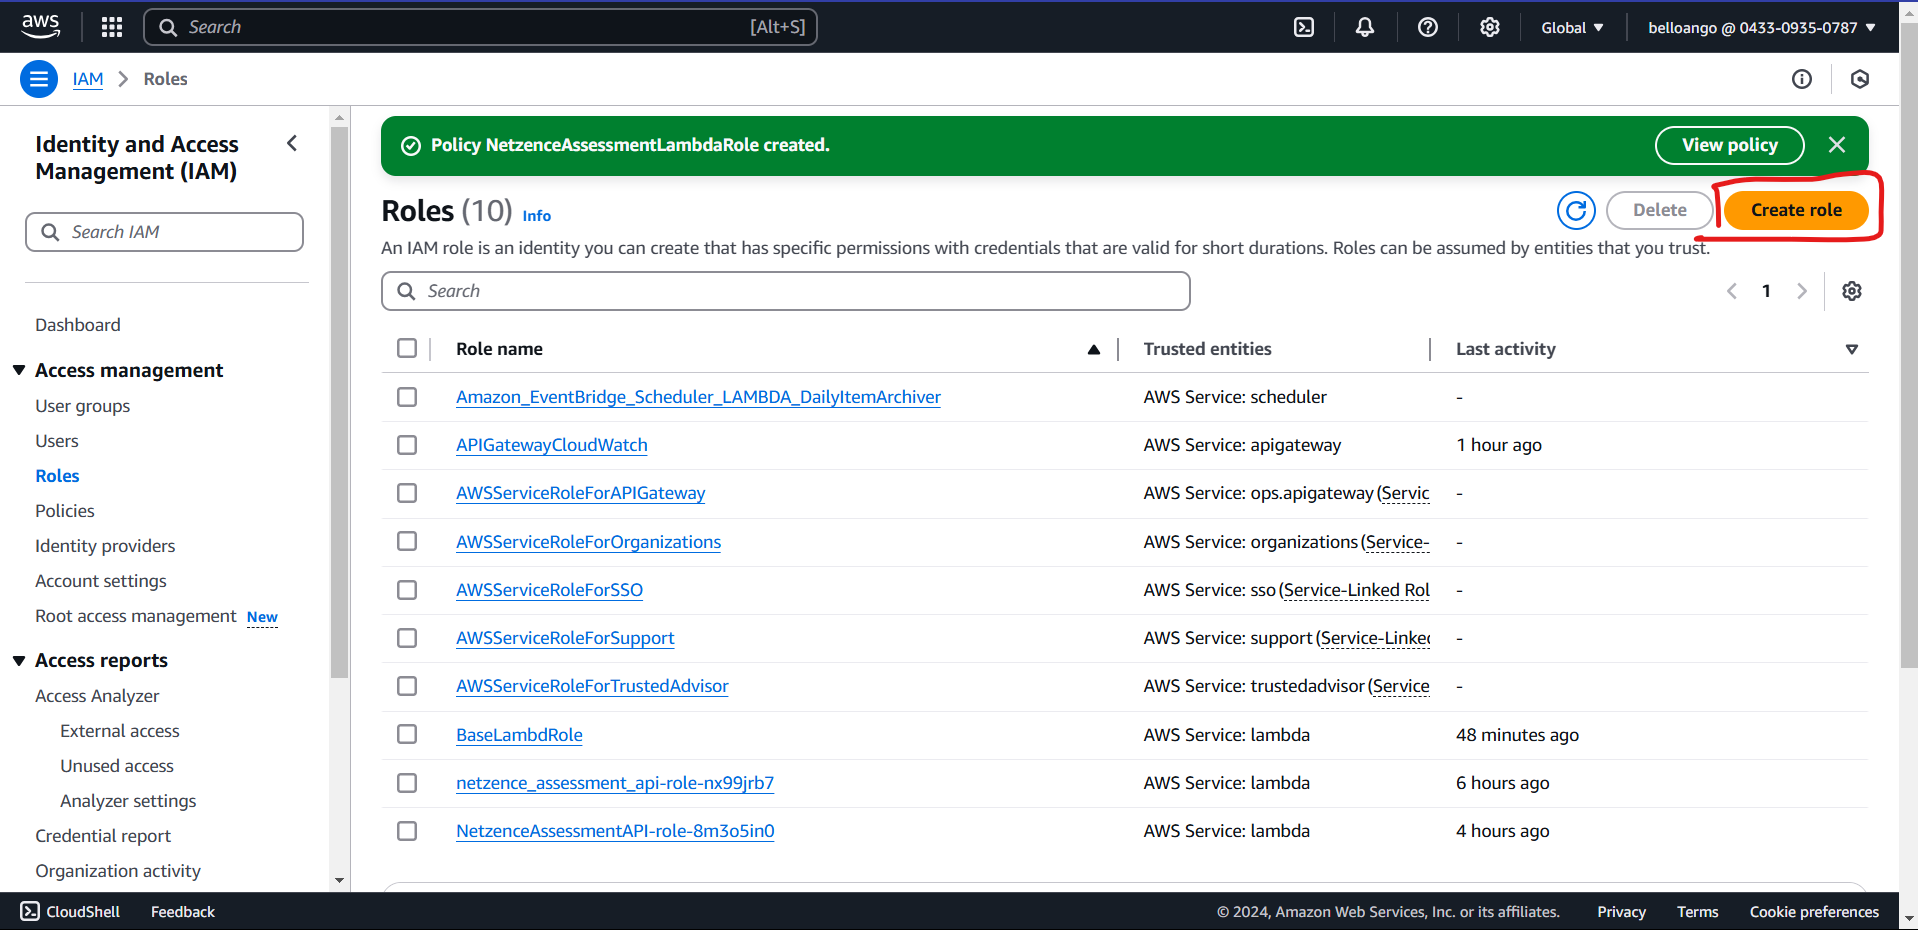 aws
Search [Alt+S]
Global
belloango @ 0433-0935-0787
IAM
Roles
Identity and Access
Management (IAM)
Search IAM
Dashboard
Access management
User groups
Users
Roles
Policies
Identity providers
Account settings
Root access management New
Access reports
Access Analyzer
External access
Unused access
Analyzer settings
Credential report
Organization activity
Policy NetzenceAssessmentLambdaRole created.
View policy
Roles (10) Info
Delete
Create role
An IAM role is an identity you can create that has specific permissions with credentials that are valid for short durations. Roles can be assumed by entities that you trust.
Search
1
Role name Trusted entities Last activity
Amazon_EventBridge_Scheduler_LAMBDA_DailyItemArchiver AWS Service: scheduler -
APIGatewayCloudWatch AWS Service: apigateway 1 hour ago
AWSServiceRoleForAPIGateway AWS Service: ops.apigateway (Servic -
AWSServiceRoleForOrganizations AWS Service: organizations (Service- -
AWSServiceRoleForSSO AWS Service: sso (Service-Linked Rol -
AWSServiceRoleForSupport AWS Service: support (Service-Linked -
AWSServiceRoleForTrustedAdvisor AWS Service: trustedadvisor (Service -
BaseLambdRole AWS Service: lambda 48 minutes ago
netzence_assessment_api-role-nx99jrb7 AWS Service: lambda 6 hours ago
NetzenceAssessmentAPI-role-8m3o5in0 AWS Service: lambda 4 hours ago
CloudShell Feedback
© 2024, Amazon Web Services, Inc. or its affiliates. Privacy Terms Cookie preferences